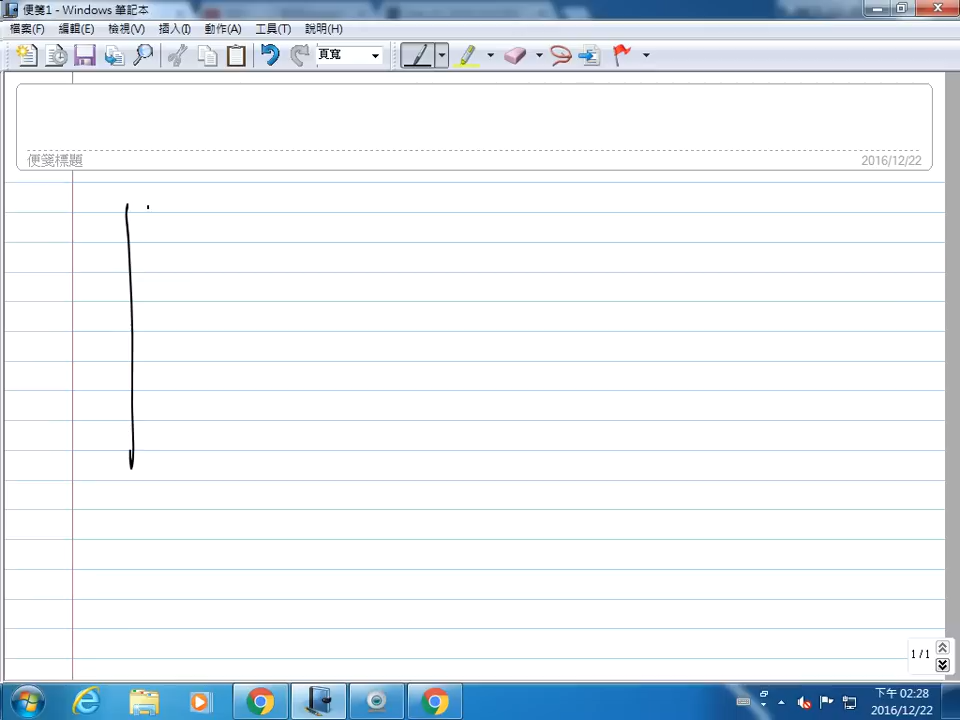 便箋1 - Windows 筆記本
檔案(F) 編輯(E) 檢視(V) 插入(I) 動作(A) 工具(T) 說明(H)
頁寬
便箋標題
2016/12/22
1 / 1
下午 02:28
2016/12/22